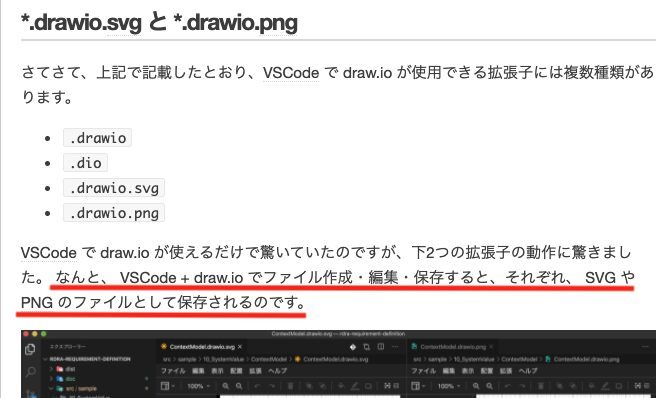 *.drawio.svg と *.drawio.png
さてさて、上記で記載したとおり、VSCode で draw.io が使用できる拡張子には複数種類があ
ります。
• .drawio
• .dio
• .drawio.svg
• .drawio.png
VSCode で draw.io が使えるだけで驚いていたのですが、下2つの拡張子の動作に驚きまし
た。 なんと、 VSCode + draw.io でファイル作成・編集・保存すると、それぞれ、 SVG や
PNG のファイルとして保存されるのです。
ContextModel.drawio.svg — rdra-requirement-definition
エクスプローラー
ContextModel.drawio.svg
ContextModel.drawio.png
RDRA-REQUIREMENT-DEFINITION
src > sample > 10_SystemValue > ContextModel > ContextModel.drawio.svg
src > sample > 10_SystemValue > ContextModel > ContextModel.drawio.png
dist
ファイル 編集 表示 配置 拡張 ヘルプ
ファイル 編集 表示 配置 拡張 ヘルプ
doc
src / sample
100%
100%
10_SystemValue